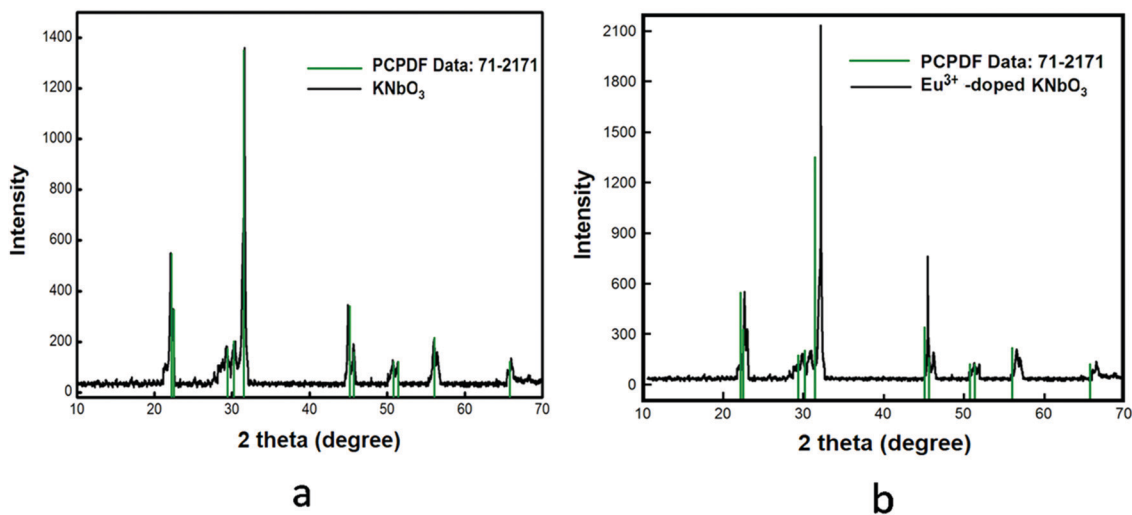 1400
1200
1000
800
600
400
200
0
10 20 30 40 50 60 70
Intensity
2 theta (degree)
PCPDF Data: 71-2171
KNbO₃
a
2100
1800
1500
1200
900
600
300
0
10 20 30 40 50 60 70
Intensity
2 theta (degree)
PCPDF Data: 71-2171
Eu³⁺ -doped KNbO₃
b